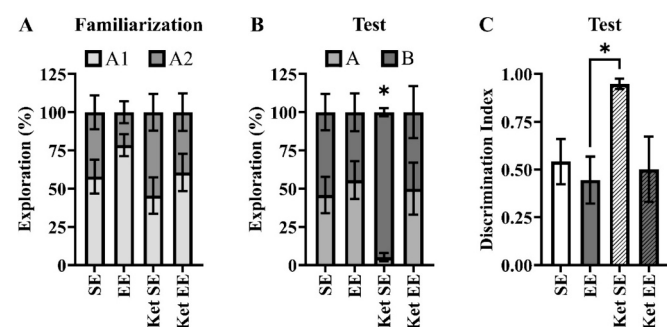 A Familiarization
A1 A2
Exploration (%)
125
100
75
50
25
0
SE
EE
Ket SE
Ket EE
B Test
A B
*
Exploration (%)
125
100
75
50
25
0
SE
EE
Ket SE
Ket EE
C Test
*
Discrimination Index
1.00
0.75
0.50
0.25
0.00
SE
EE
Ket SE
Ket EE